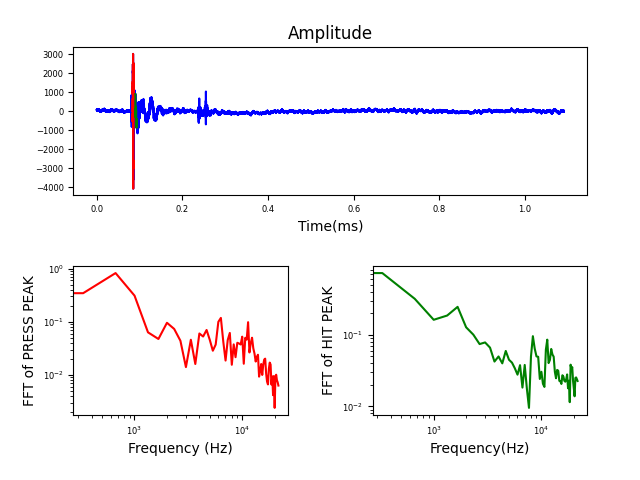 Amplitude
3000
2000
1000
0
−1000
−2000
−3000
−4000
0.0 0.2 0.4 0.6 0.8 1.0
Time(ms)
FFT of PRESS PEAK
10⁰
10⁻¹
10⁻²
10³ 10⁴
Frequency (Hz)
FFT of HIT PEAK
10⁻¹
10⁻²
10³ 10⁴
Frequency(Hz)